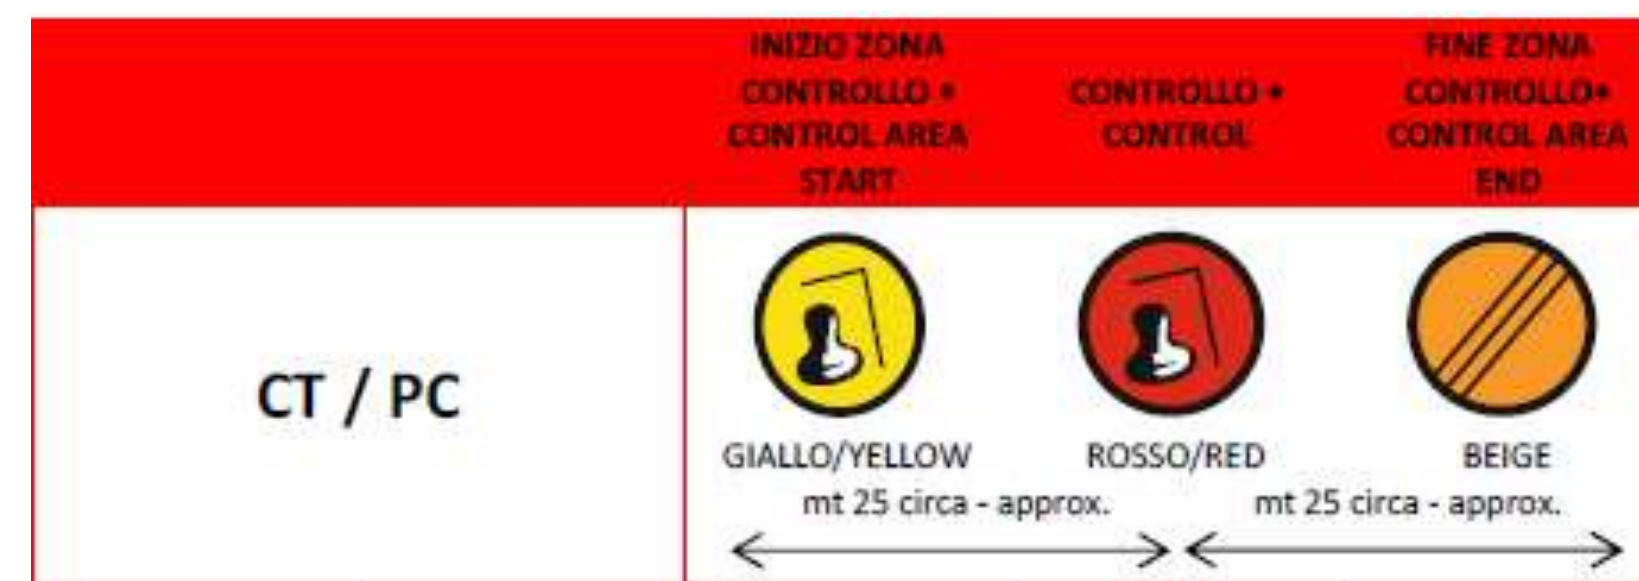 INIZIO ZONA
CONTROLLO •
CONTROL AREA
START
CONTROLLO •
CONTROL
FINE ZONA
CONTROLLO•
CONTROL AREA
END
CT / PC
GIALLO/YELLOW
ROSSO/RED
BEIGE
mt 25 circa - approx.
mt 25 circa - approx.